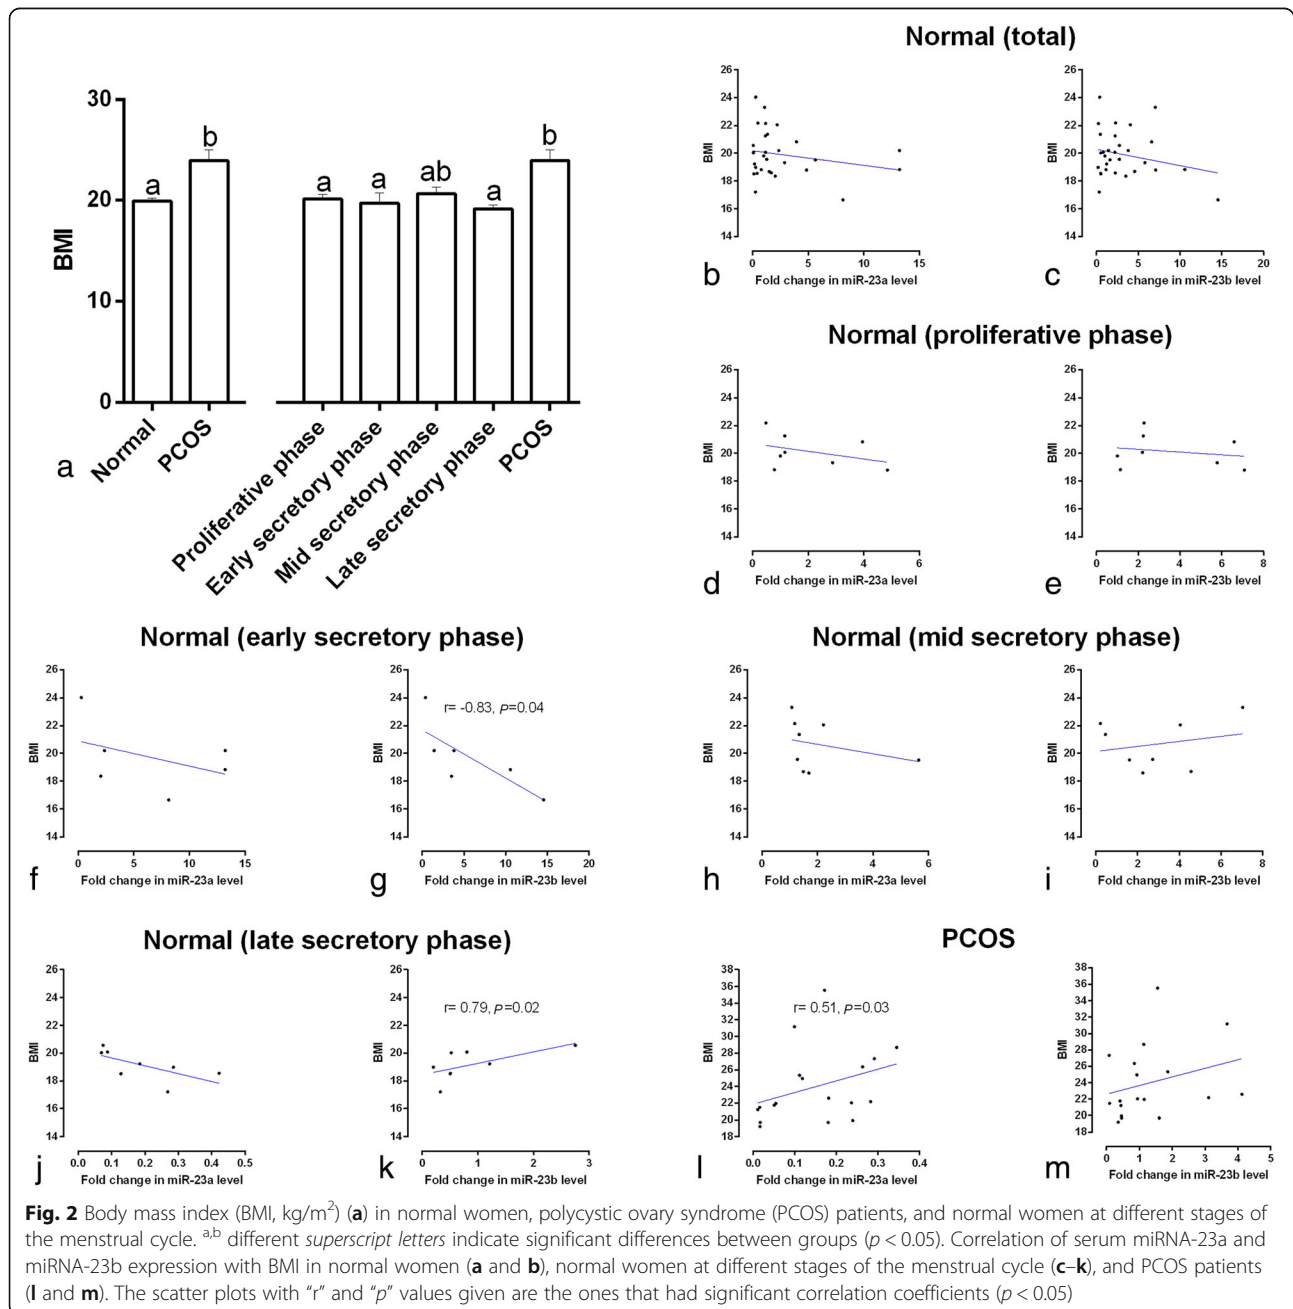 30
20
10
0
BMI
a
b
a
a
ab
a
b
Normal
PCOS
Proliferative phase
Early secretory phase
Mid secretory phase
Late secretory phase
PCOS
a
Normal (total)
26
24
22
20
18
16
14
BMI
0 5 10 15
b
Fold change in miR-23a level
26
24
22
20
18
16
14
BMI
0 5 10 15 20
c
Fold change in miR-23b level
Normal (proliferative phase)
26
24
22
20
18
16
14
BMI
0 2 4 6
d
Fold change in miR-23a level
26
24
22
20
18
16
14
BMI
0 2 4 6 8
e
Fold change in miR-23b level
Normal (early secretory phase)
26
24
22
20
18
16
14
BMI
0 5 10 15
f
Fold change in miR-23a level
26
24
22
20
18
16
14
BMI
r= -0.83, p=0.04
0 5 10 15 20
g
Fold change in miR-23b level
Normal (mid secretory phase)
26
24
22
20
18
16
14
BMI
0 2 4 6
h
Fold change in miR-23a level
26
24
22
20
18
16
14
BMI
0 2 4 6 8
i
Fold change in miR-23b level
Normal (late secretory phase)
26
24
22
20
18
16
14
BMI
0.0 0.1 0.2 0.3 0.4 0.5
j
Fold change in miR-23a level
26
24
22
20
18
16
14
BMI
r= 0.79, p=0.02
0 1 2 3
k
Fold change in miR-23b level
PCOS
38
36
34
32
30
28
26
24
22
20
18
BMI
r= 0.51, p=0.03
0.0 0.1 0.2 0.3 0.4
l
Fold change in miR-23a level
38
36
34
32
30
28
26
24
22
20
18
BMI
0 1 2 3 4 5
m
Fold change in miR-23b level
Fig. 2 Body mass index (BMI, kg/m²) (a) in normal women, polycystic ovary syndrome (PCOS) patients, and normal women at different stages of
the menstrual cycle. a,b different superscript letters indicate significant differences between groups (p < 0.05). Correlation of serum miRNA-23a and
miRNA-23b expression with BMI in normal women (a and b), normal women at different stages of the menstrual cycle (c–k), and PCOS patients
(l and m). The scatter plots with “r” and “p” values given are the ones that had significant correlation coefficients (p < 0.05)